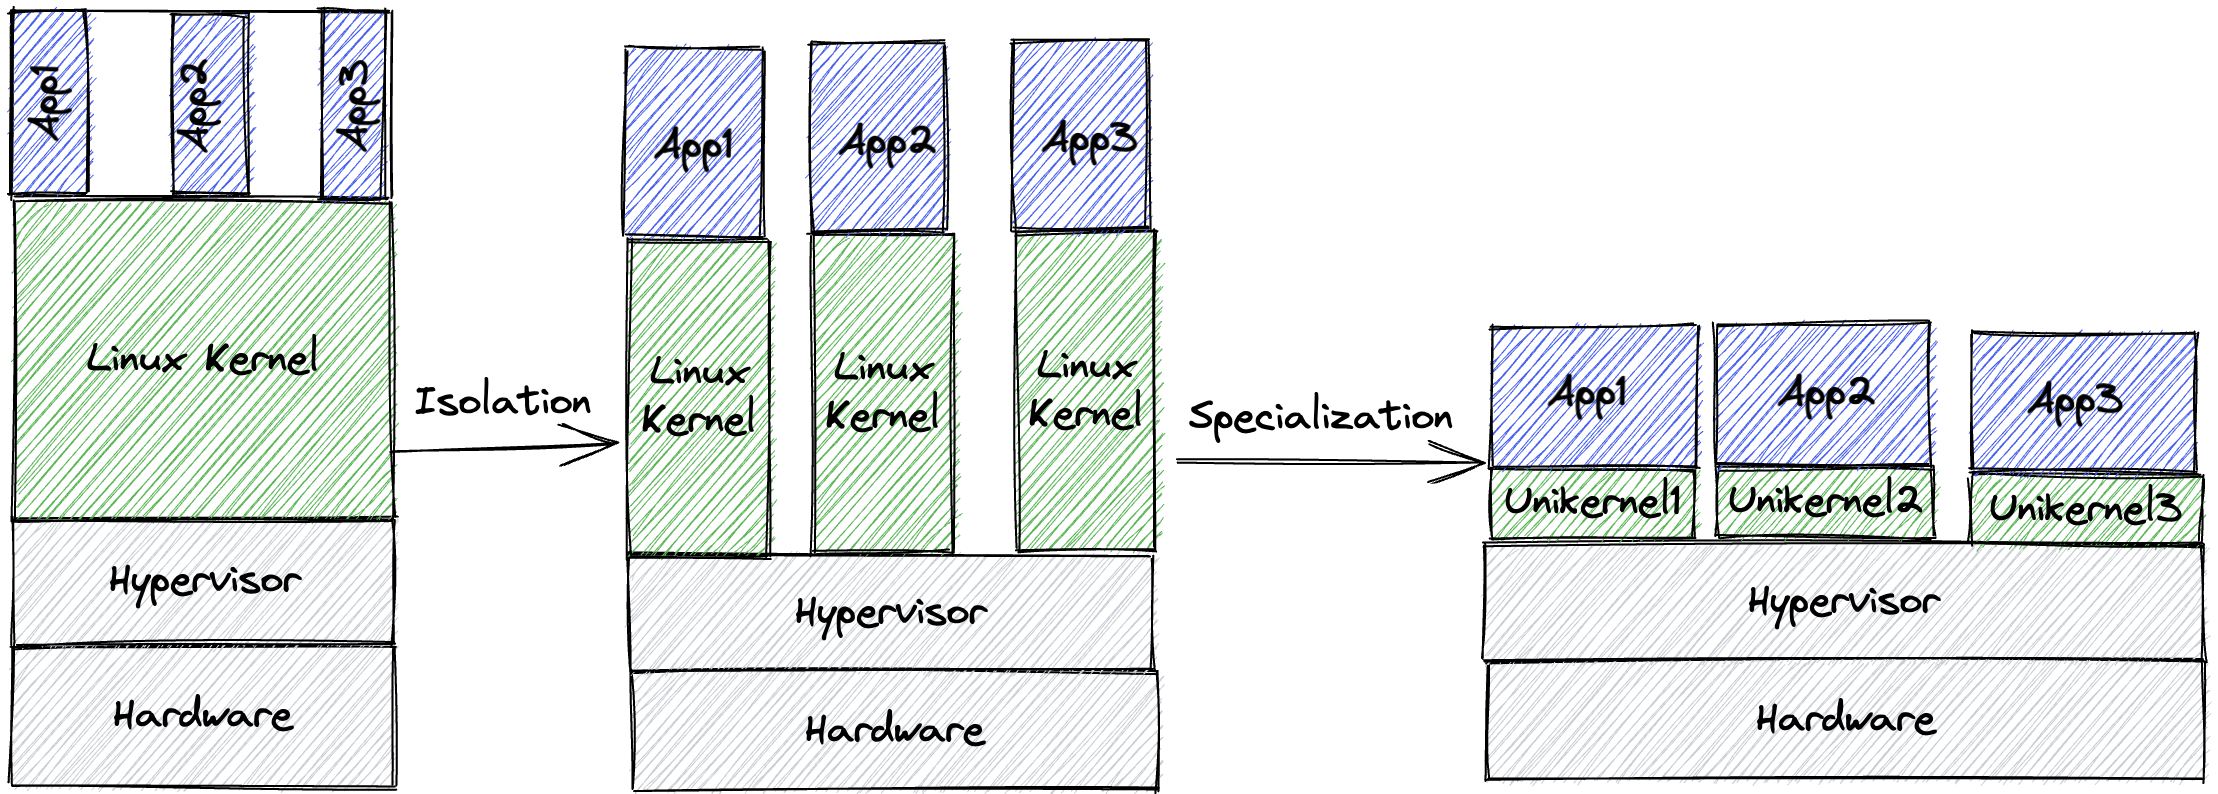 App1
App2
App3
Linux Kernel
Hypervisor
Hardware
Isolation
App1
App2
App3
Linux
Kernel
Linux
Kernel
Linux
Kernel
Hypervisor
Hardware
Specialization
App1
App2
App3
Unikernel1
Unikernel2
Unikernel3
Hypervisor
Hardware